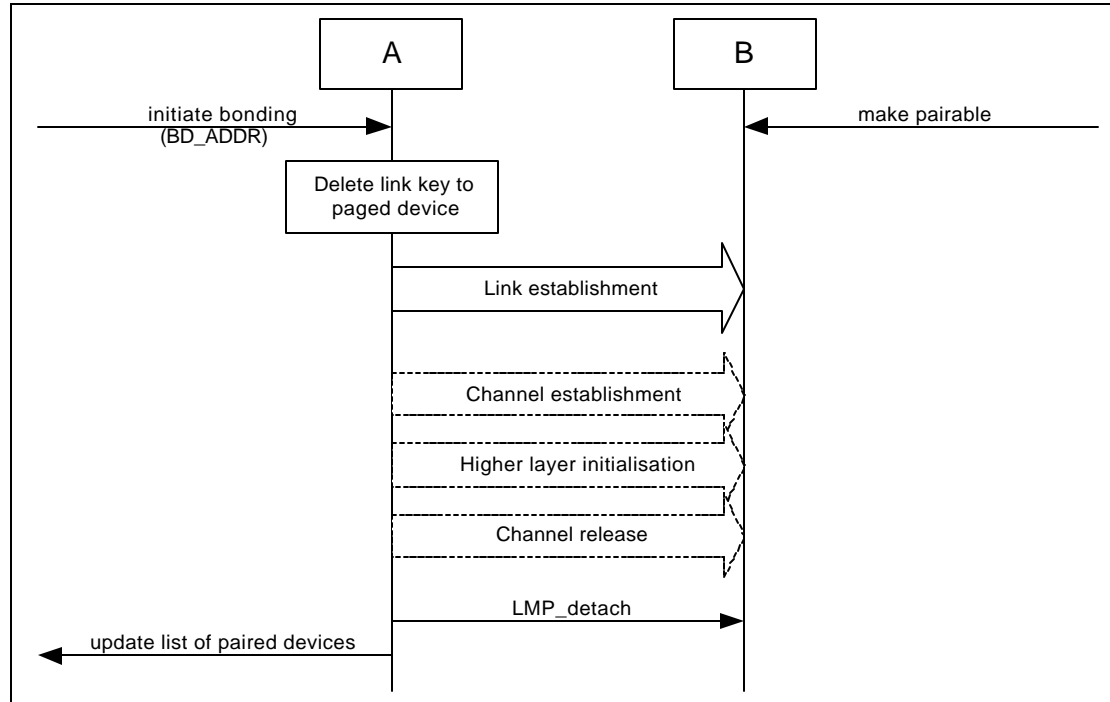 A
B
initiate bonding
(BD_ADDR)
make pairable
Delete link key to
paged device
Link establishment
Channel establishment
Higher layer initialisation
Channel release
LMP_detach
update list of paired devices